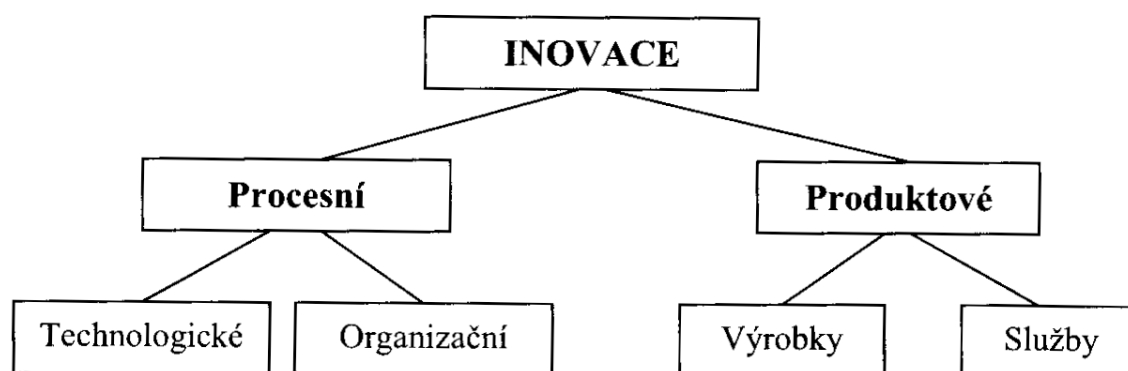 INOVACE
Procesní
Produktové
Technologické
Organizační
Výrobky
Služby